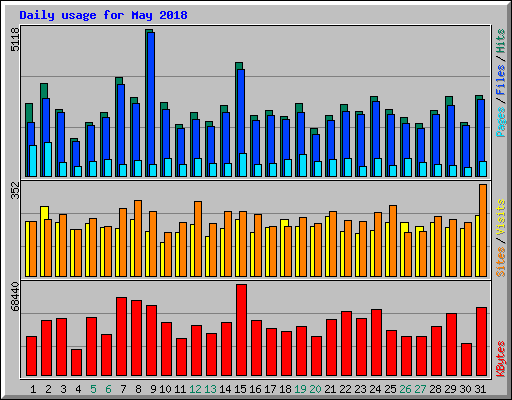 Daily usage for May 2018
5118
Pages / Files / Hits
352
Sites / Visits
68440
KBytes
1 2 3 4 5 6 7 8 9 10 11 12 13 14 15 16 17 18 19 20 21 22 23 24 25 26 27 28 29 30 31